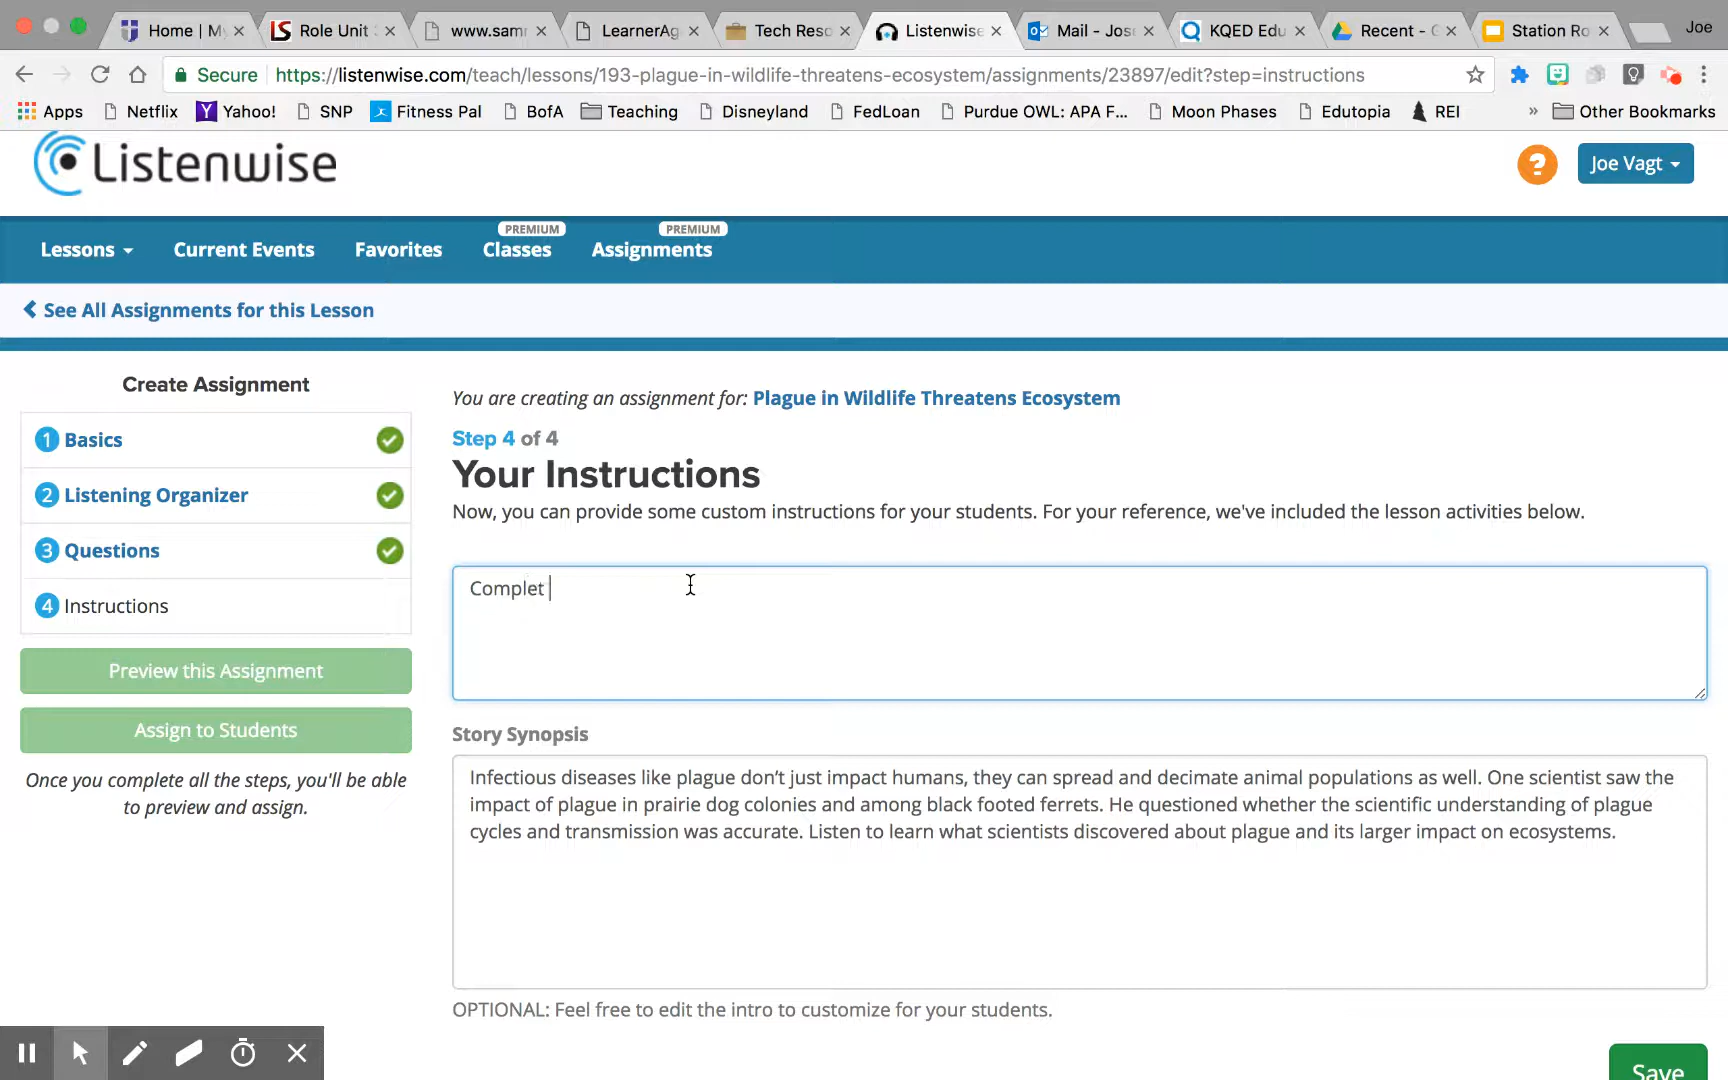 Home | My
Role Unit
www.samr
LearnerAg
Tech Reso
Listenwise
Mail - Jos
KQED Edu
Recent - G
Station Ro
Joe
Secure https://listenwise.com/teach/lessons/193-plague-in-wildlife-threatens-ecosystem/assignments/23897/edit?step=instructions
Apps Netflix Yahoo! SNP Fitness Pal BofA Teaching Disneyland FedLoan Purdue OWL: APA F... Moon Phases Edutopia REI » Other Bookmarks
Listenwise
?
Joe Vagt
PREMIUM PREMIUM
Lessons Current Events Favorites Classes Assignments
See All Assignments for this Lesson
Create Assignment
1 Basics
2 Listening Organizer
3 Questions
4 Instructions
Preview this Assignment
Assign to Students
Once you complete all the steps, you'll be able
to preview and assign.
You are creating an assignment for: Plague in Wildlife Threatens Ecosystem
Step 4 of 4
Your Instructions
Now, you can provide some custom instructions for your students. For your reference, we've included the lesson activities below.
Complet
Story Synopsis
Infectious diseases like plague don’t just impact humans, they can spread and decimate animal populations as well. One scientist saw the
impact of plague in prairie dog colonies and among black footed ferrets. He questioned whether the scientific understanding of plague
cycles and transmission was accurate. Listen to learn what scientists discovered about plague and its larger impact on ecosystems.
OPTIONAL: Feel free to edit the intro to customize for your students.
Save